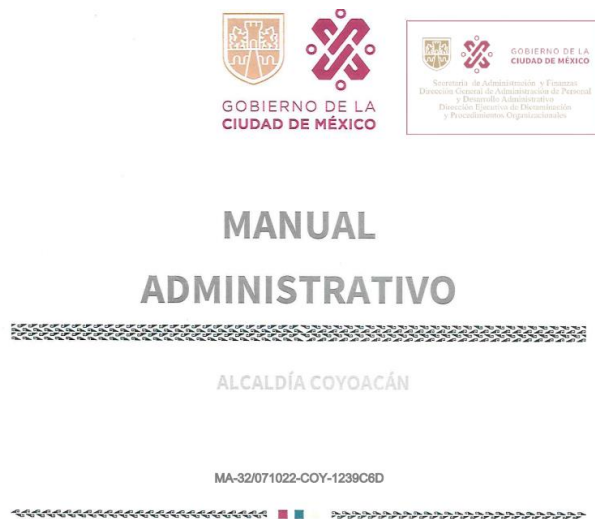 GOBIERNO DE LA
CIUDAD DE MÉXICO
GOBIERNO DE LA
CIUDAD DE MÉXICO
Secretaría de Administración y Finanzas
Dirección General de Administración de Personal
y Desarrollo Administrativo
Dirección Ejecutiva de Dictaminación
y Procedimientos Organizacionales
MANUAL
ADMINISTRATIVO
ALCALDÍA COYOACÁN
MA-32/071022-COY-1239C6D